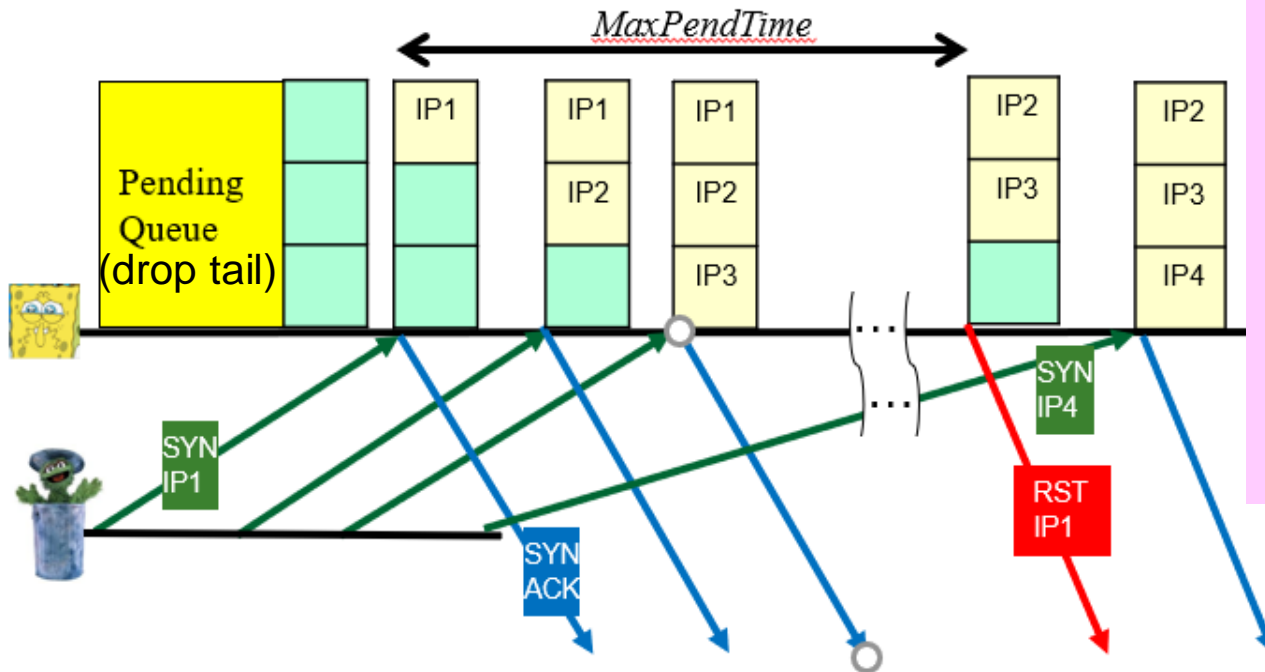 MaxPendTime
Pending
Queue
(drop tail)
IP1
IP1
IP2
IP1
IP2
IP3
IP2
IP3
IP2
IP3
IP4
...
...
SYN
IP1
SYN
ACK
SYN
IP4
RST
IP1